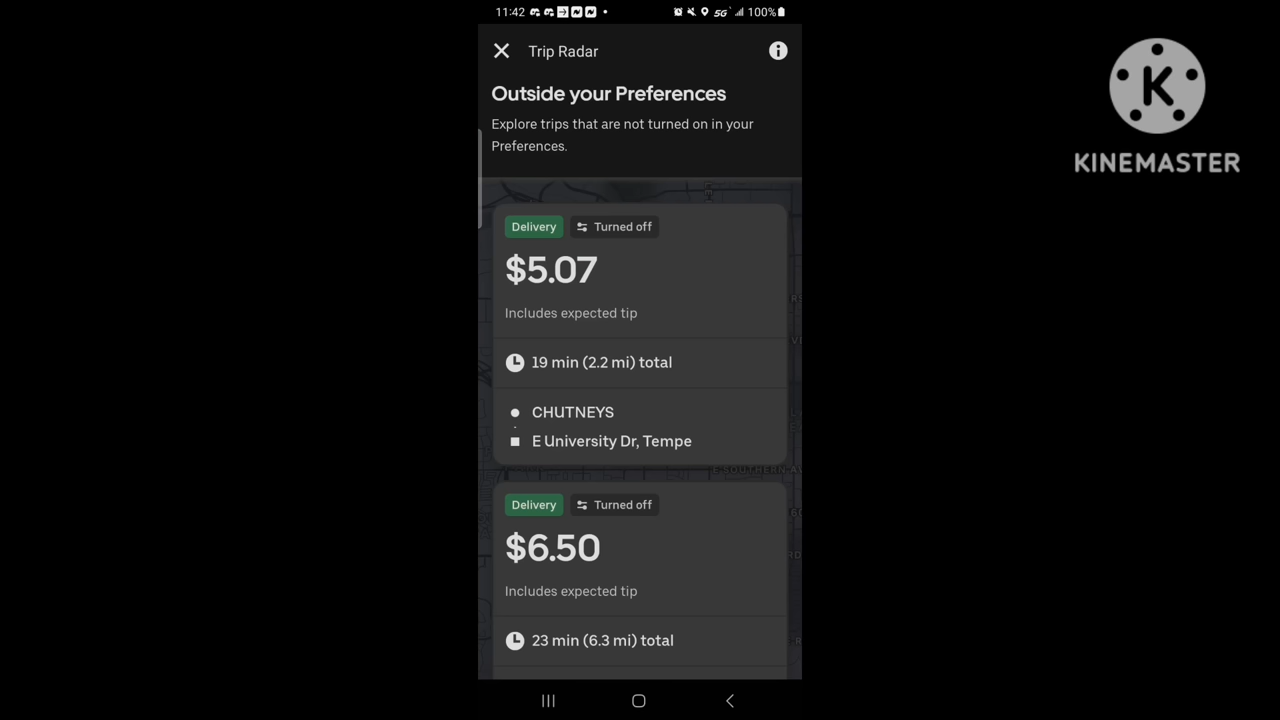 11:42
5G
100%
Trip Radar
KINEMASTER
Outside your Preferences
Explore trips that are not turned on in your
Preferences.
Delivery
Turned off
$5.07
Includes expected tip
19 min (2.2 mi) total
CHUTNEYS
E University Dr, Tempe
E SOUTHERN AV
Delivery
Turned off
$6.50
Includes expected tip
23 min (6.3 mi) total